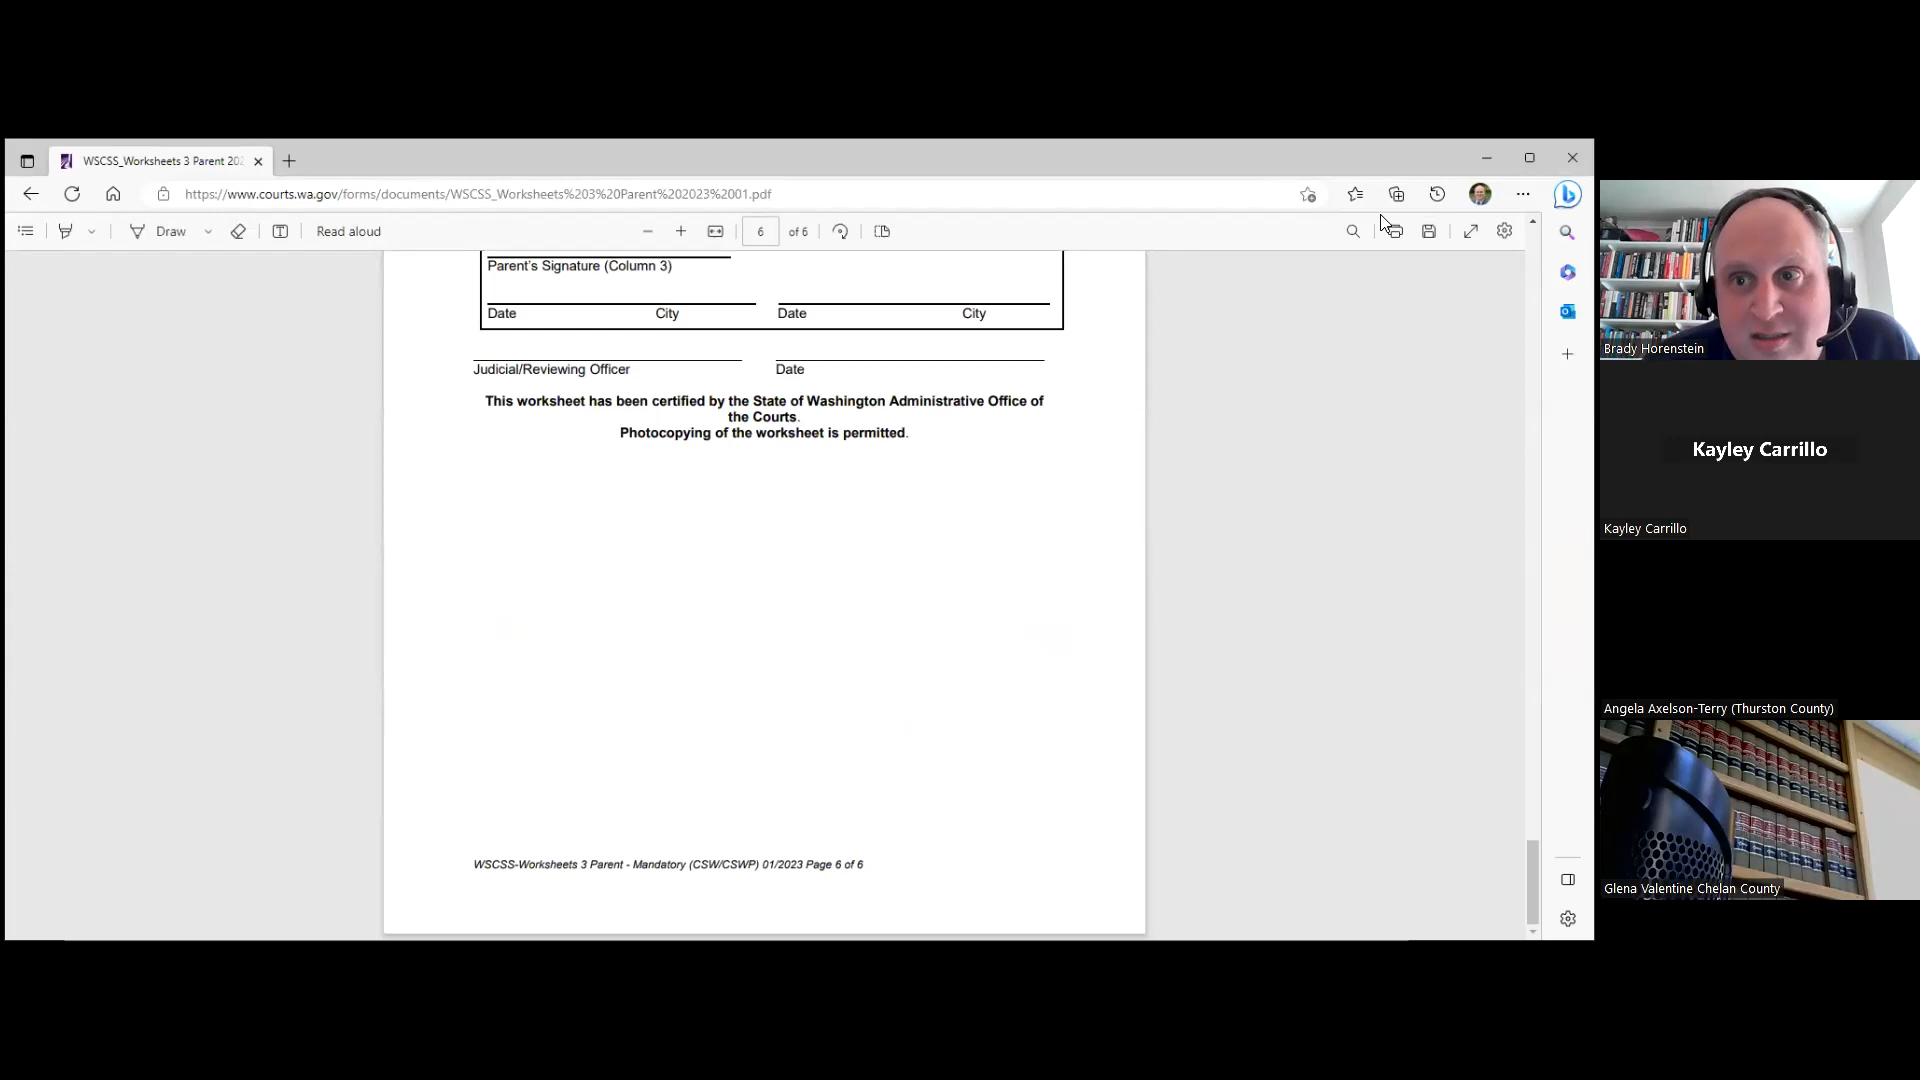 WSCSS_Worksheets 3 Parent 202
https://www.courts.wa.gov/forms/documents/WSCSS_Worksheets%203%20Parent%202023%2001.pdf
Draw
Read aloud
6 of 6
Parent's Signature (Column 3)
Date City Date City
Judicial/Reviewing Officer Date
This worksheet has been certified by the State of Washington Administrative Office of
the Courts.
Photocopying of the worksheet is permitted.
WSCSS-Worksheets 3 Parent - Mandatory (CSW/CSWP) 01/2023 Page 6 of 6
Brady Horenstein
Kayley Carrillo
Kayley Carrillo
Angela Axelson-Terry (Thurston County)
Glena Valentine Chelan County